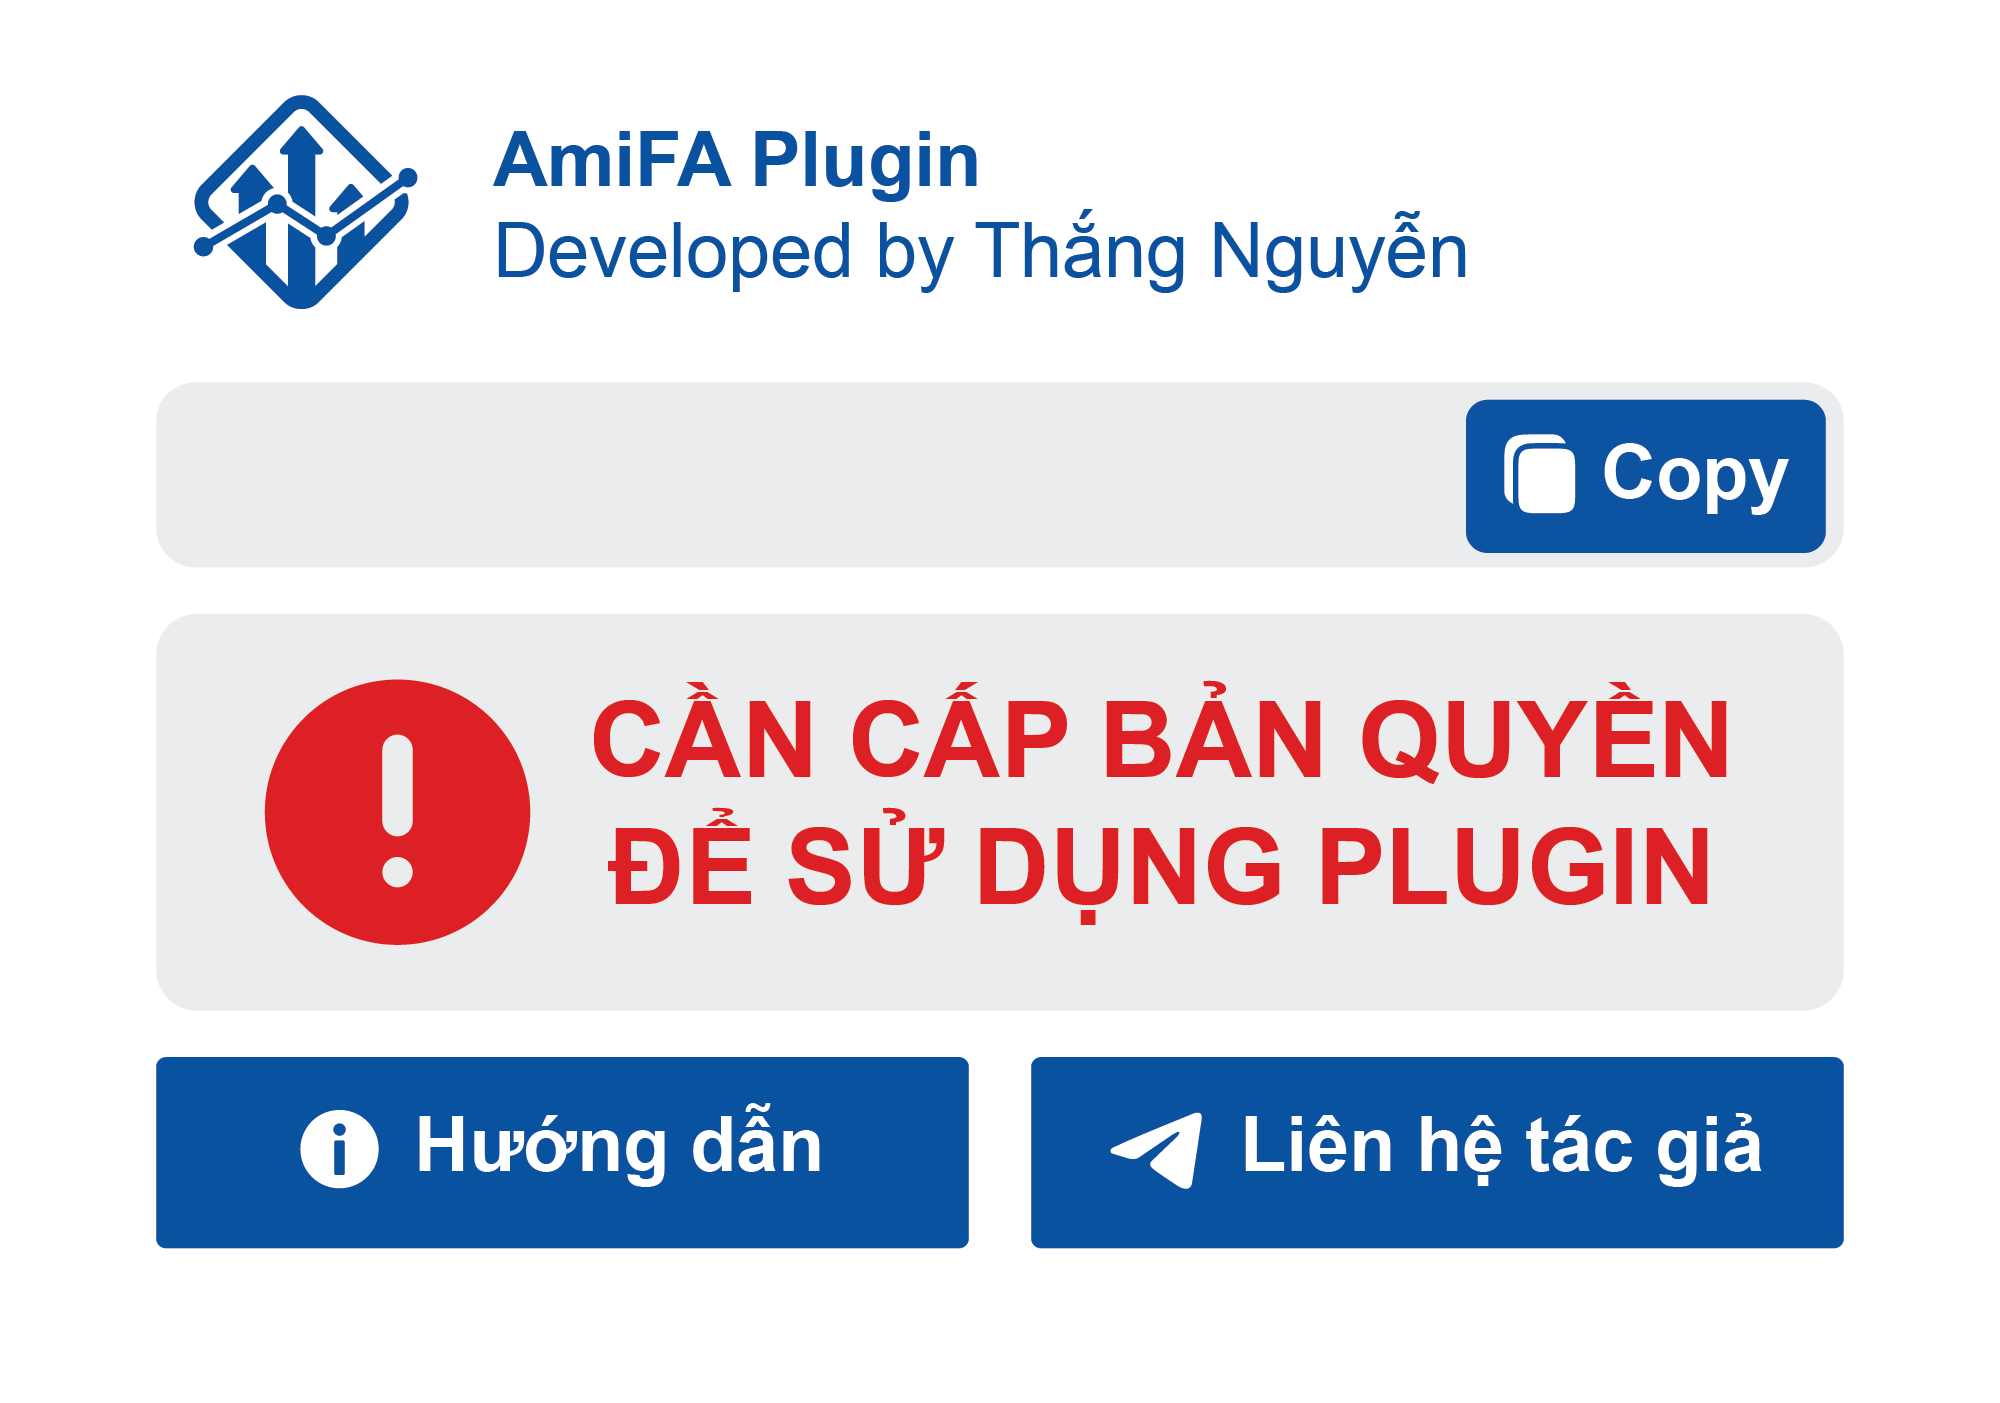 AmiFA Plugin
Developed by Thắng Nguyễn
Copy
CẦN CẤP BẢN QUYỀN
ĐỂ SỬ DỤNG PLUGIN
Hướng dẫn
Liên hệ tác giả